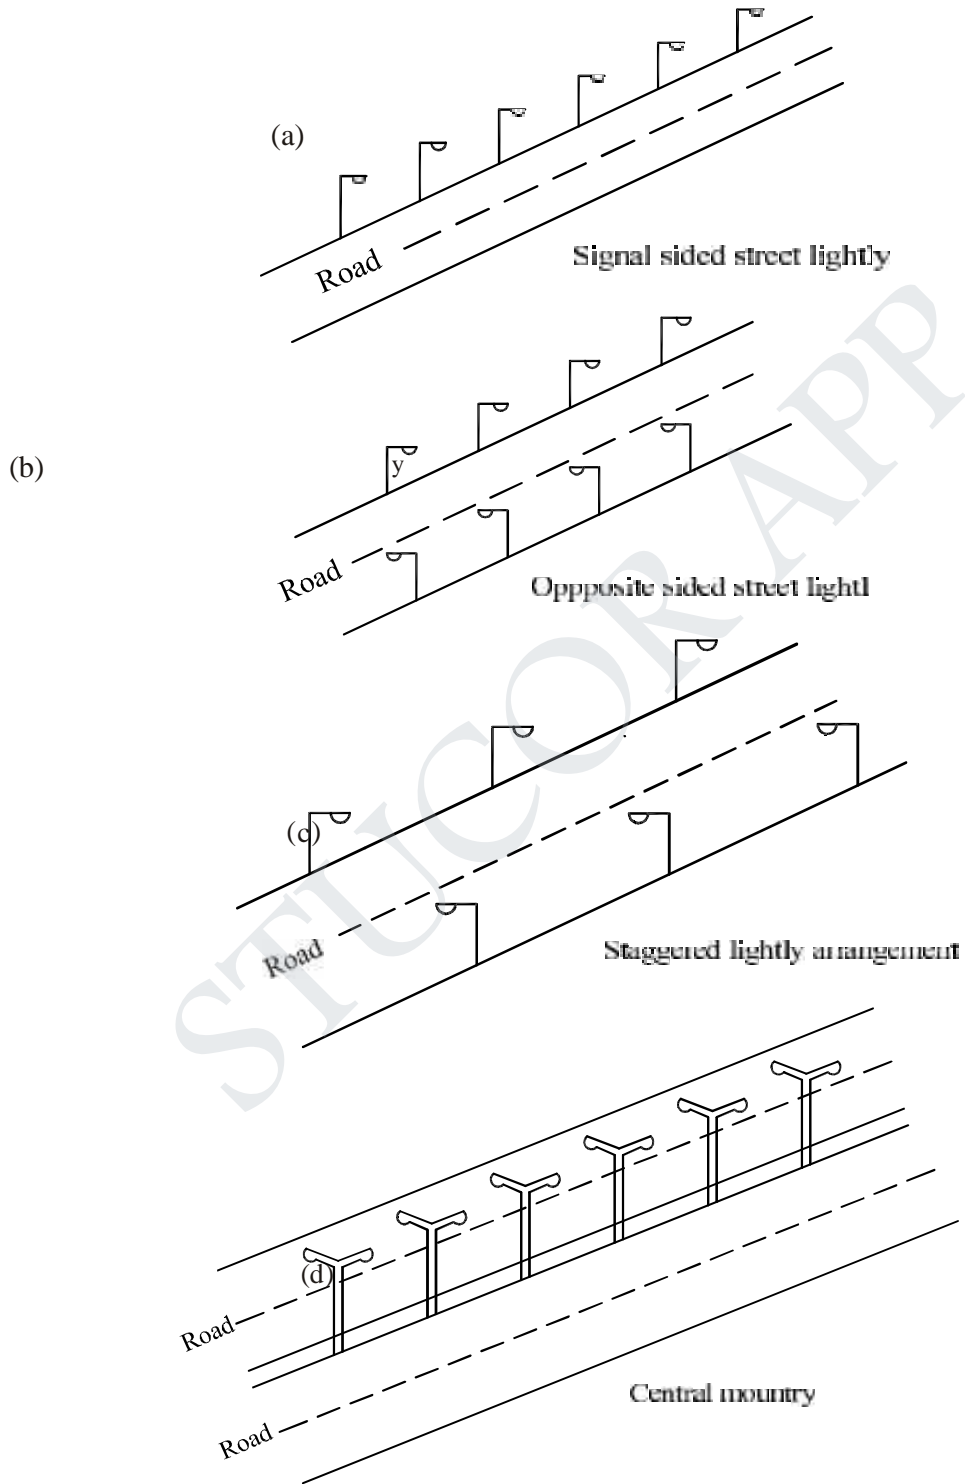 (a)
Road
Signal sided street lightly
(b)
y
Road
Oppposite sided street lightl
(c)
Road
Staggered lightly arrangement
(d)
Road
Road
Central mountry
STUCOR APP